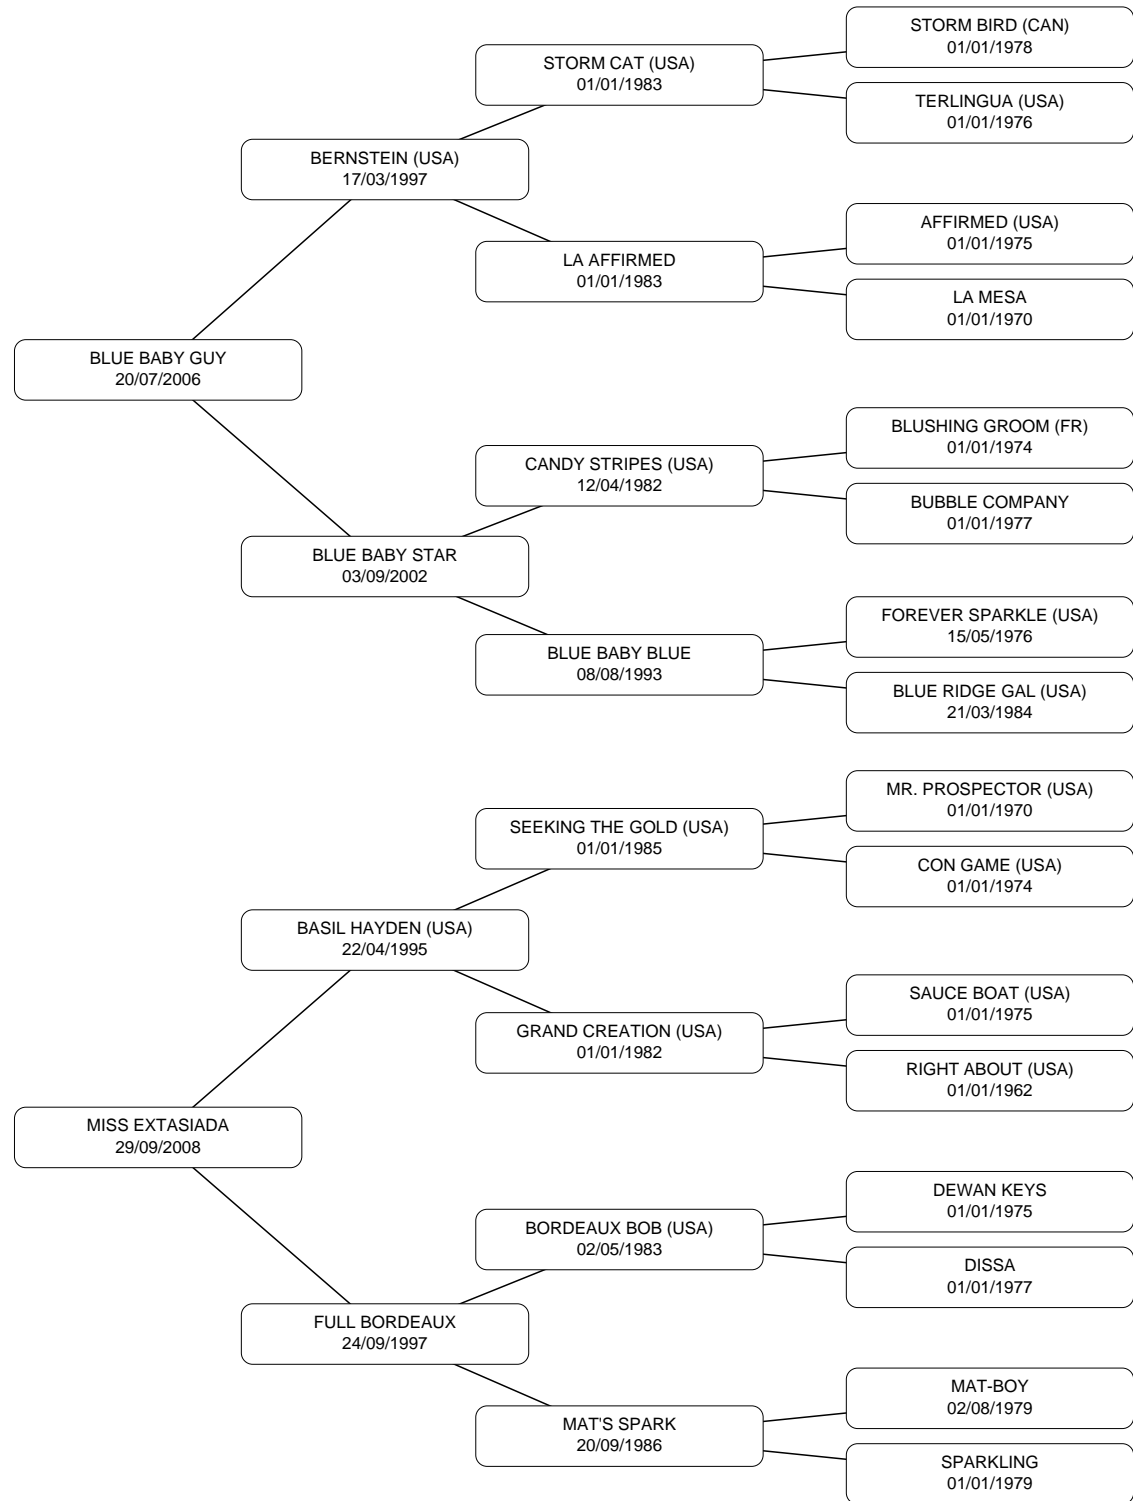 STORM BIRD (CAN)
01/01/1978
STORM CAT (USA)
01/01/1983
TERLINGUA (USA)
01/01/1976
BERNSTEIN (USA)
17/03/1997
AFFIRMED (USA)
01/01/1975
LA AFFIRMED
01/01/1983
LA MESA
01/01/1970
BLUE BABY GUY
20/07/2006
BLUSHING GROOM (FR)
01/01/1974
CANDY STRIPES (USA)
12/04/1982
BUBBLE COMPANY
01/01/1977
BLUE BABY STAR
03/09/2002
FOREVER SPARKLE (USA)
15/05/1976
BLUE BABY BLUE
08/08/1993
BLUE RIDGE GAL (USA)
21/03/1984
MR. PROSPECTOR (USA)
01/01/1970
SEEKING THE GOLD (USA)
01/01/1985
CON GAME (USA)
01/01/1974
BASIL HAYDEN (USA)
22/04/1995
SAUCE BOAT (USA)
01/01/1975
GRAND CREATION (USA)
01/01/1982
RIGHT ABOUT (USA)
01/01/1962
MISS EXTASIADA
29/09/2008
DEWAN KEYS
01/01/1975
BORDEAUX BOB (USA)
02/05/1983
DISSA
01/01/1977
FULL BORDEAUX
24/09/1997
MAT-BOY
02/08/1979
MAT'S SPARK
20/09/1986
SPARKLING
01/01/1979